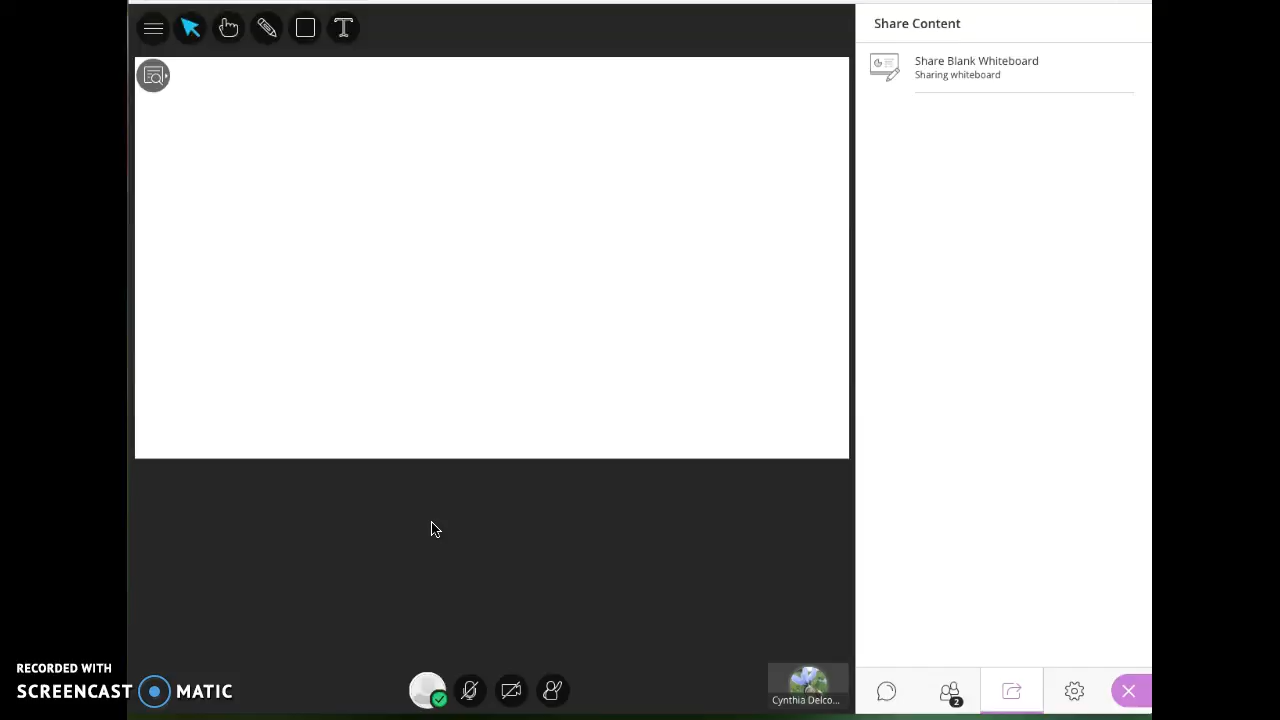 Share Content
Share Blank Whiteboard
Sharing whiteboard
T
Cynthia Delco...
2
RECORDED WITH
SCREENCAST MATIC